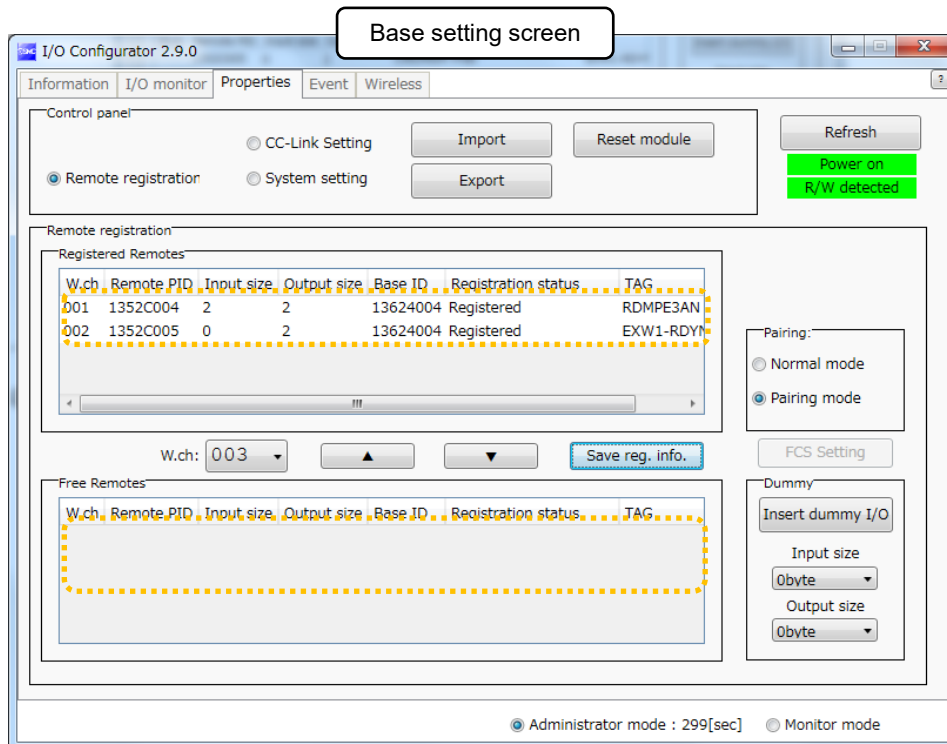 Base setting screen
I/O Configurator 2.9.0
Information I/O monitor Properties Event Wireless ?
Control panel
CC-Link Setting Import Reset module Refresh
Power on
Remote registration System setting Export R/W detected
Remote registration
Registered Remotes
W.ch Remote PID Input size Output size Base ID Registration status TAG
001 1352C004 2 2 13624004 Registered RDMPE3AN
002 1352C005 0 2 13624004 Registered
Pairing:
Normal mode
Pairing mode
W.ch: 003 ▲ ▼ Save reg. info. FCS Setting
Free Remotes Dummy
W.ch Remote PID Input size Output size Base ID Registration status TAG Insert dummy I/O
Input size
0byte
Output size
0byte
Administrator mode : 299[sec] Monitor mode